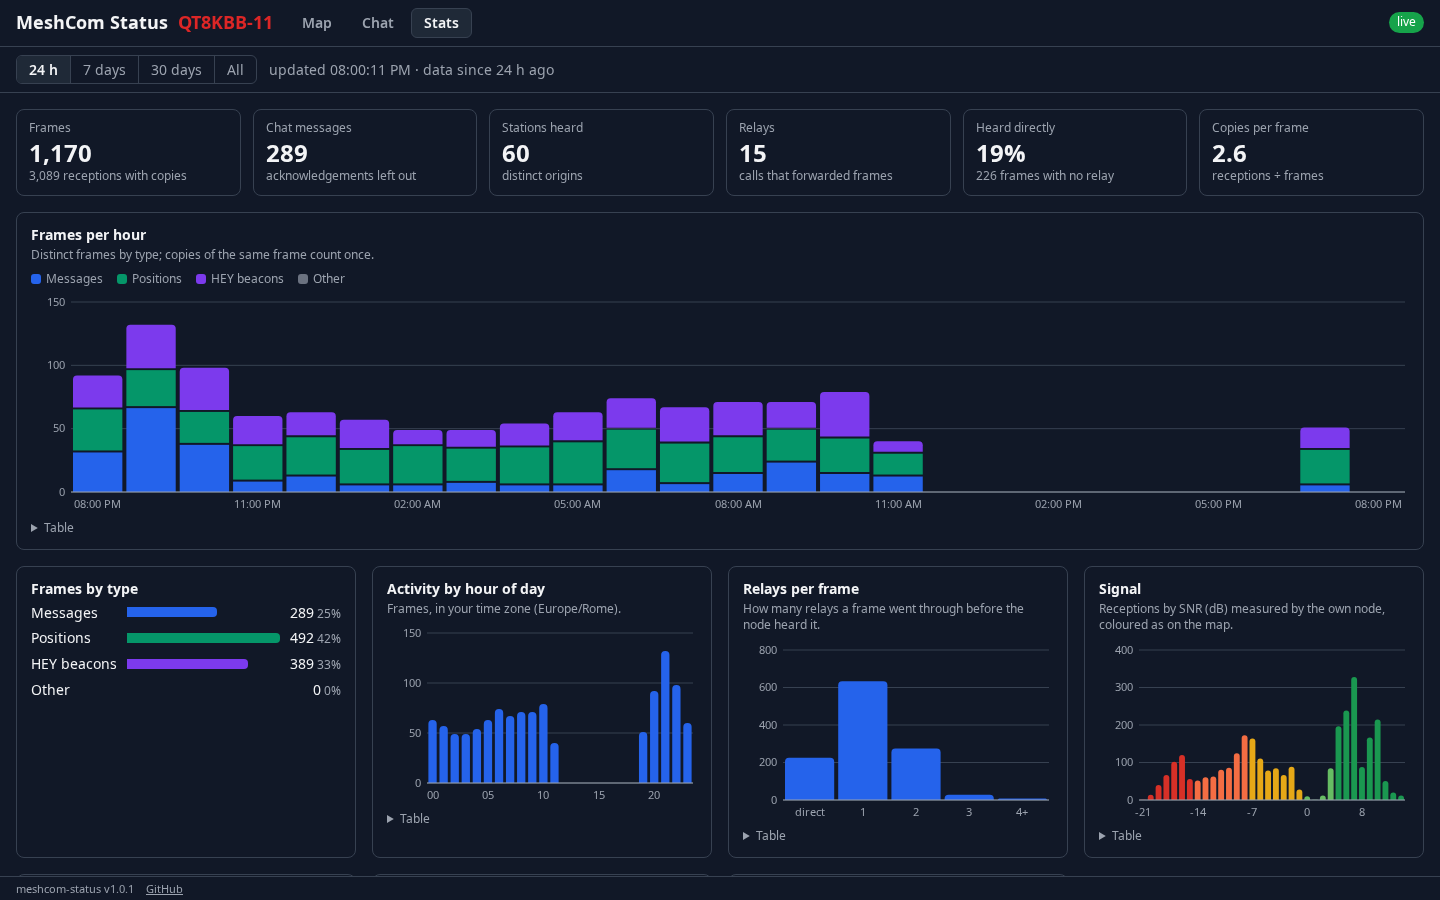 MeshCom Status QT8KBB-11 Map Chat Stats live
24 h 7 days 30 days All updated 08:00:11 PM · data since 24 h ago
Frames
1,170
3,089 receptions with copies
Chat messages
289
acknowledgements left out
Stations heard
60
distinct origins
Relays
15
calls that forwarded frames
Heard directly
19%
226 frames with no relay
Copies per frame
2.6
receptions ÷ frames
Frames per hour
Distinct frames by type; copies of the same frame count once.
Messages Positions HEY beacons Other
150
100
50
0
08:00 PM 11:00 PM 02:00 AM 05:00 AM 08:00 AM 11:00 AM 02:00 PM 05:00 PM 08:00 PM
Table
Frames by type
Messages 289 25%
Positions 492 42%
HEY beacons 389 33%
Other 0 0%
Activity by hour of day
Frames, in your time zone (Europe/Rome).
150
100
50
0
00 05 10 15 20
Table
Relays per frame
How many relays a frame went through before the
node heard it.
800
600
400
200
0
direct 1 2 3 4+
Table
Signal
Receptions by SNR (dB) measured by the own node,
coloured as on the map.
400
300
200
100
0
-21 -14 -7 0 8
Table
meshcom-status v1.0.1 GitHub